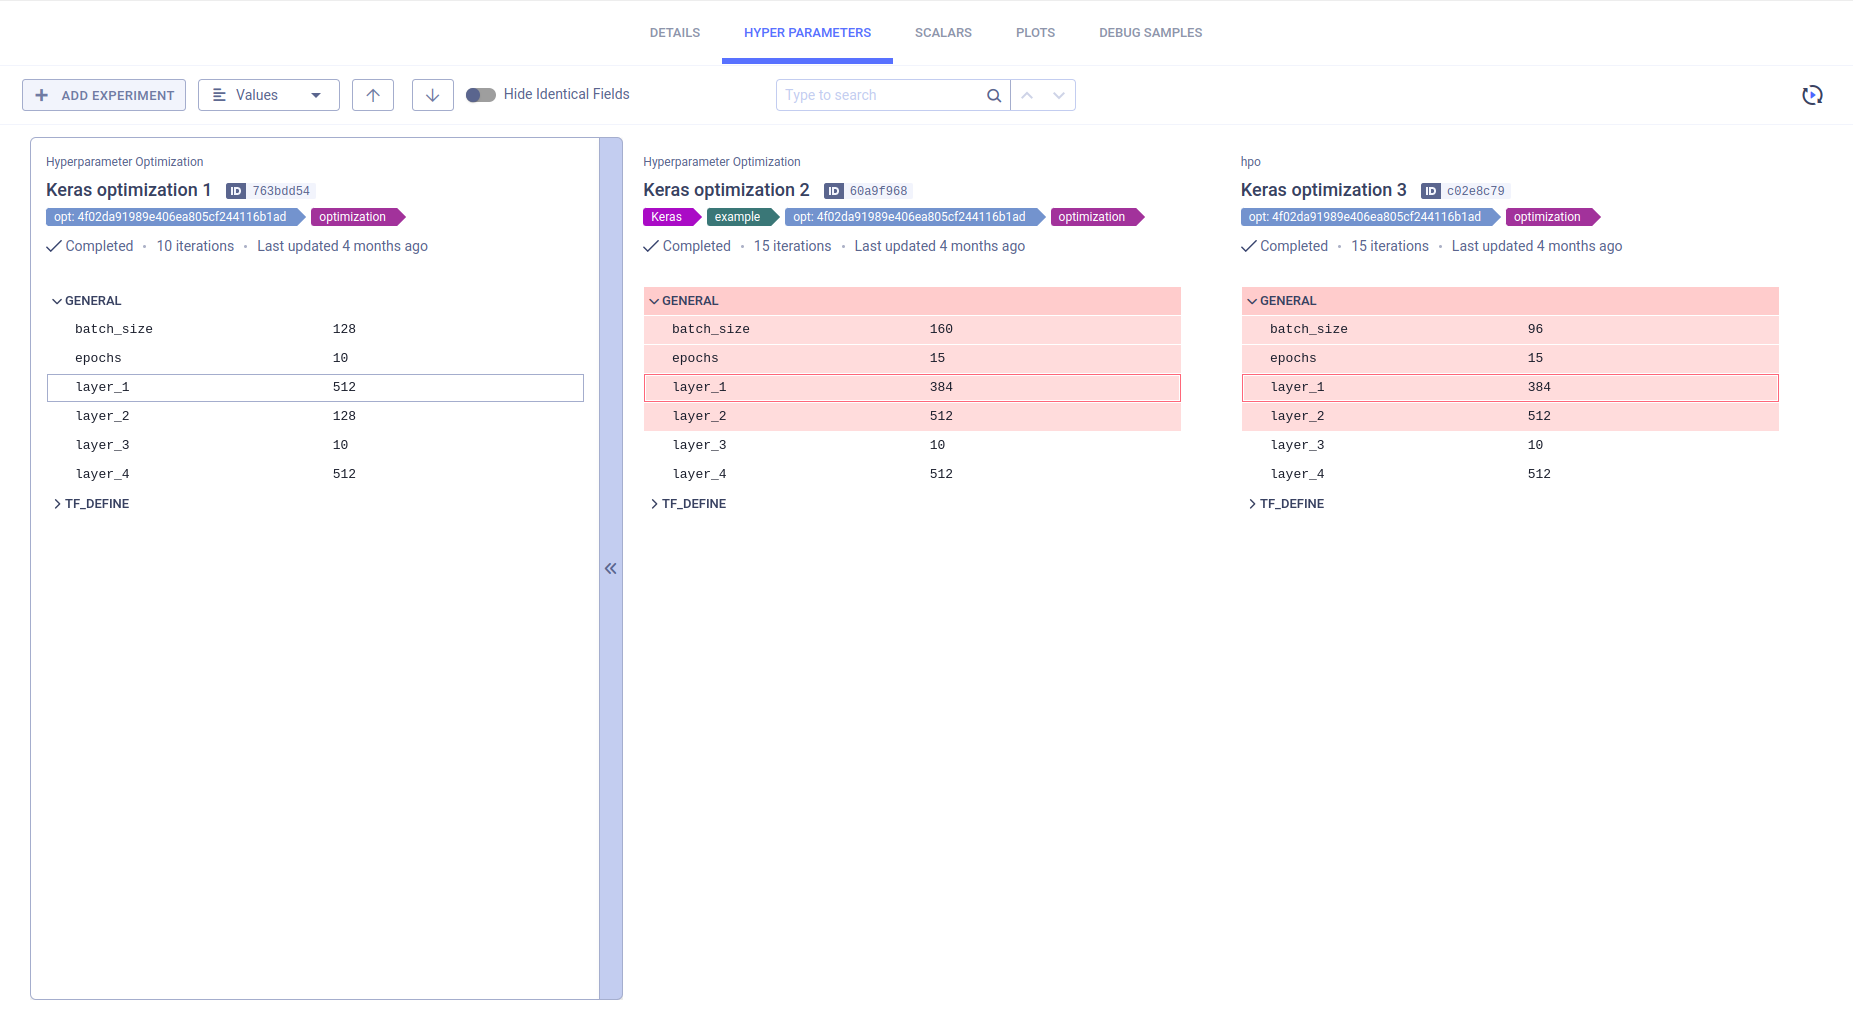 DETAILS HYPER PARAMETERS SCALARS PLOTS DEBUG SAMPLES
ADD EXPERIMENT Values Hide Identical Fields Type to search
Hyperparameter Optimization
Keras optimization 1 ID 763bdd54
opt: 4f02da91989e406ea805cf244116b1ad optimization
Completed · 10 iterations · Last updated 4 months ago
GENERAL
batch_size 128
epochs 10
layer_1 512
layer_2 128
layer_3 10
layer_4 512
TF_DEFINE
Hyperparameter Optimization
Keras optimization 2 ID 60a9f968
Keras example opt: 4f02da91989e406ea805cf244116b1ad optimization
Completed · 15 iterations · Last updated 4 months ago
GENERAL
batch_size 160
epochs 15
layer_1 384
layer_2 512
layer_3 10
layer_4 512
TF_DEFINE
hpo
Keras optimization 3 ID c02e8c79
opt: 4f02da91989e406ea805cf244116b1ad optimization
Completed · 15 iterations · Last updated 4 months ago
GENERAL
batch_size 96
epochs 15
layer_1 384
layer_2 512
layer_3 10
layer_4 512
TF_DEFINE